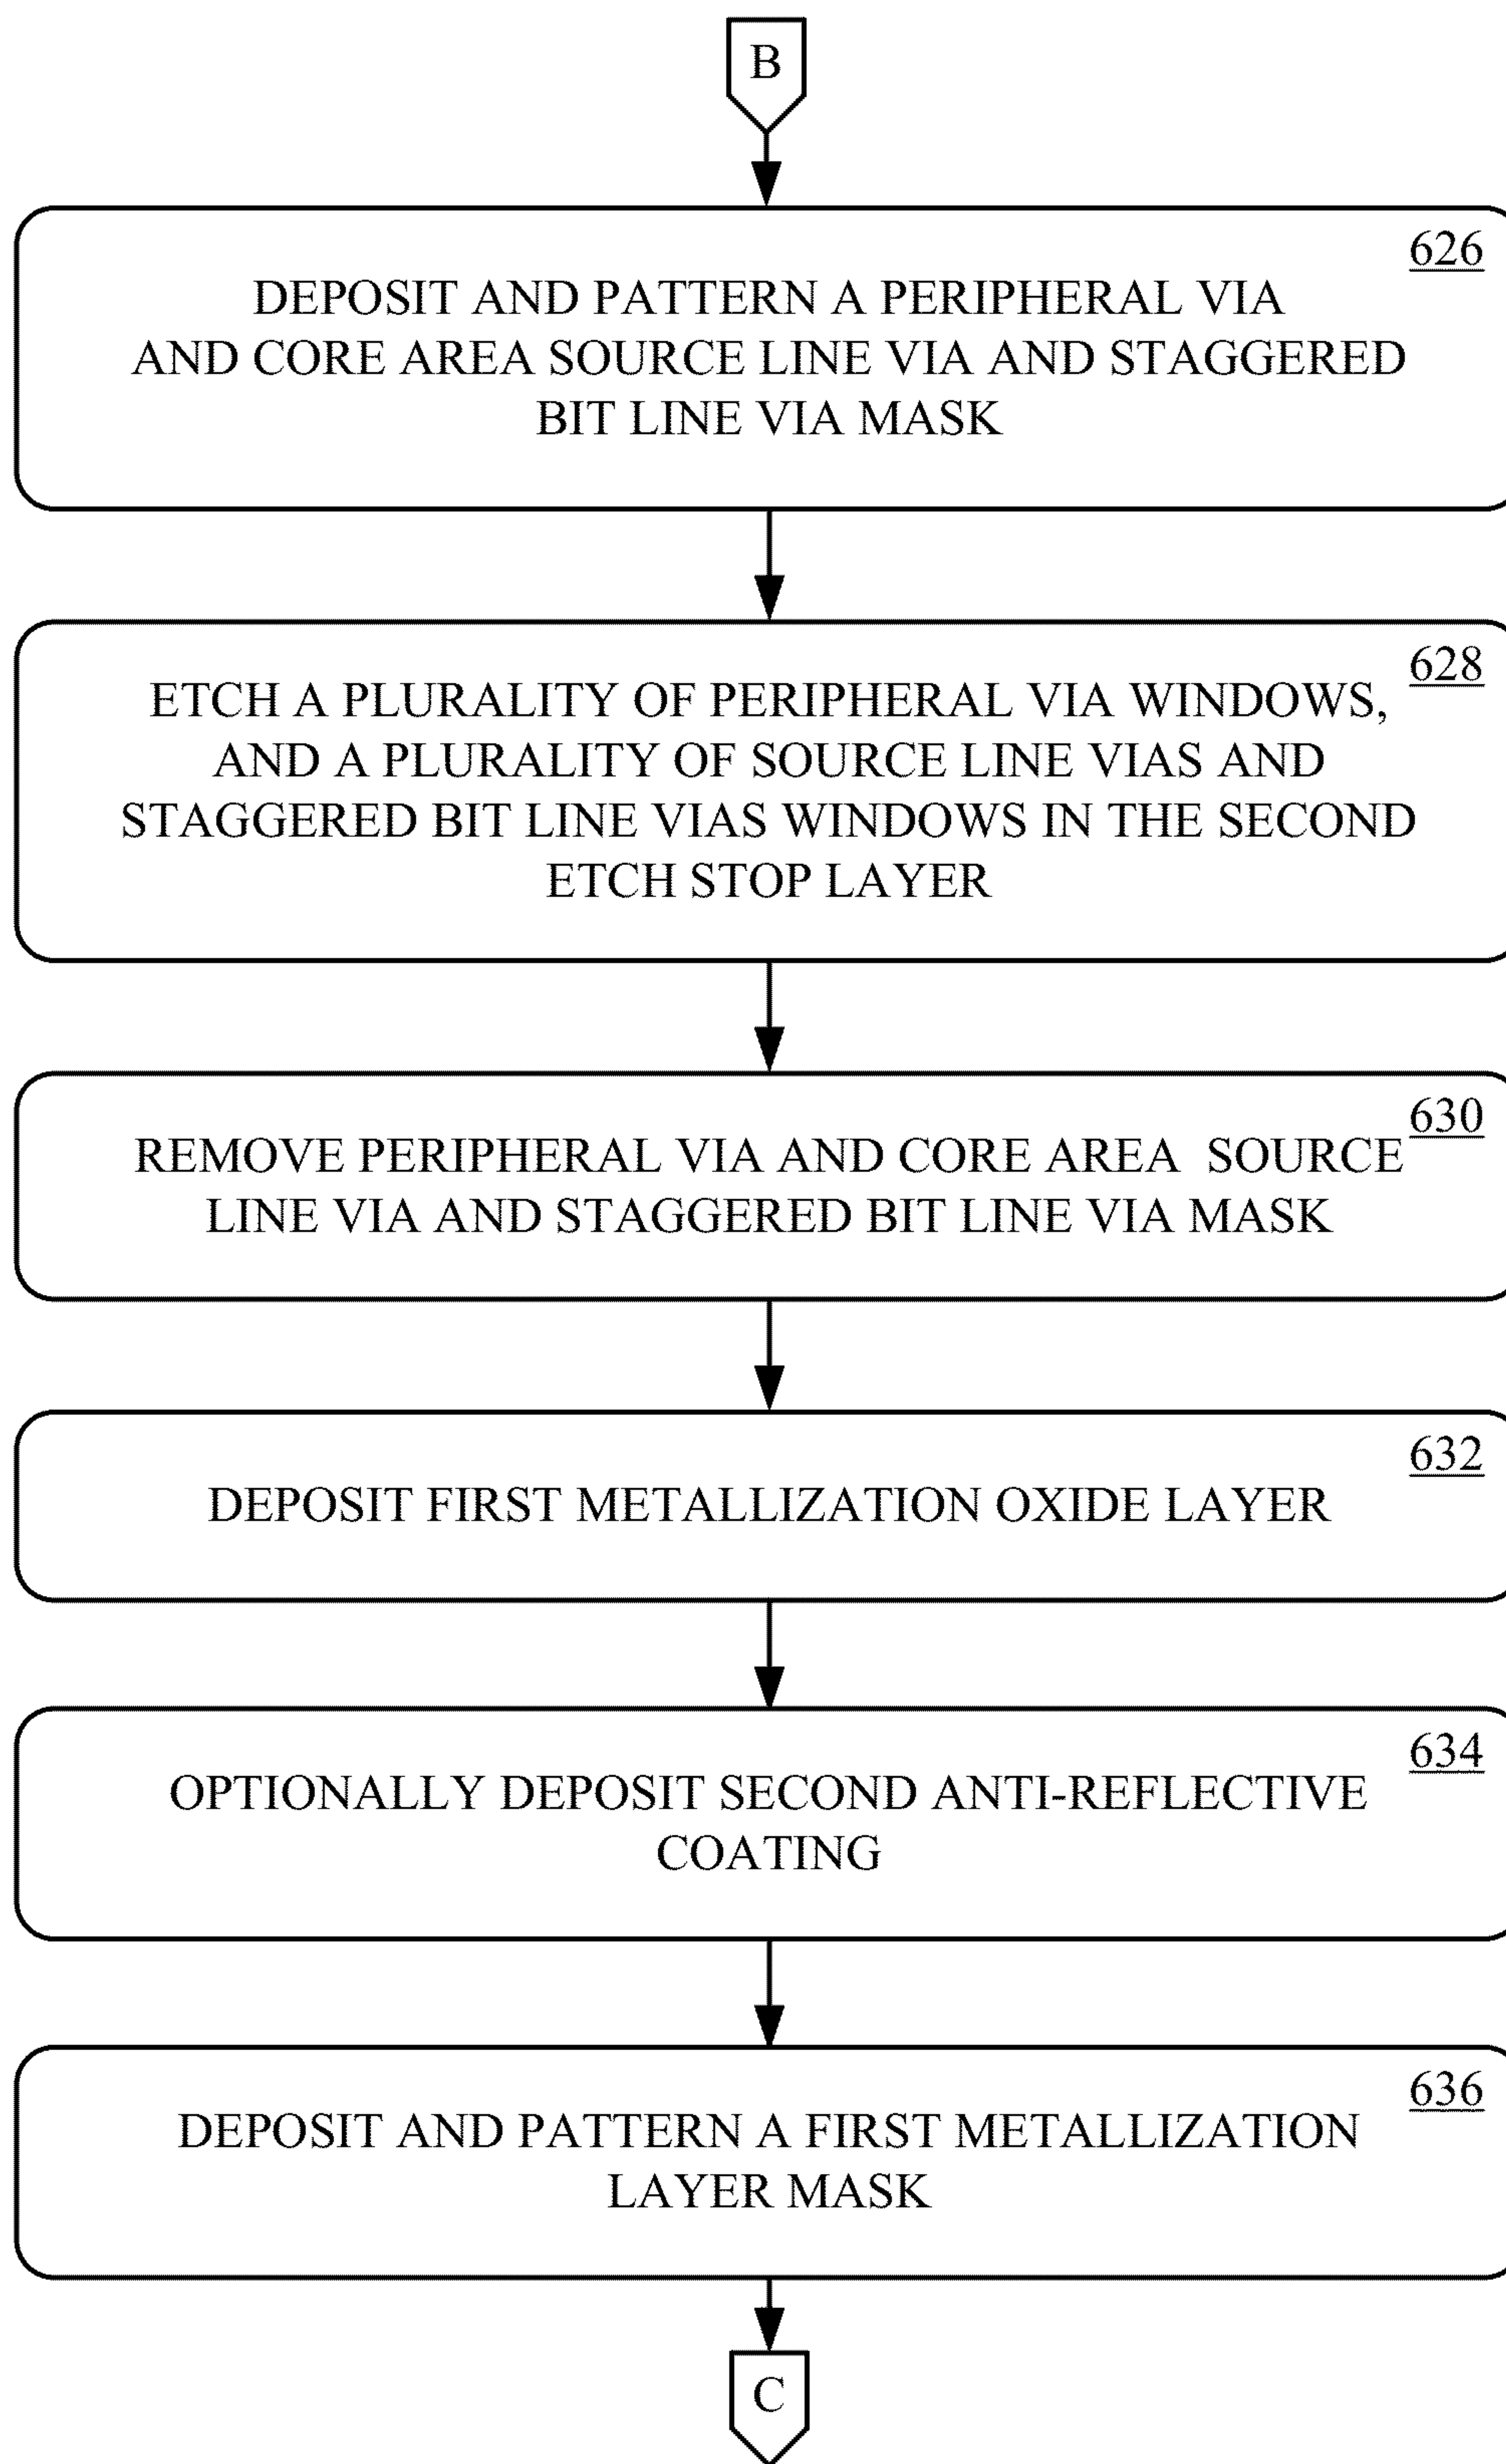 B
626
DEPOSIT AND PATTERN A PERIPHERAL VIA
AND CORE AREA SOURCE LINE VIA AND STAGGERED
BIT LINE VIA MASK
628
ETCH A PLURALITY OF PERIPHERAL VIA WINDOWS,
AND A PLURALITY OF SOURCE LINE VIAS AND
STAGGERED BIT LINE VIAS WINDOWS IN THE SECOND
ETCH STOP LAYER
630
REMOVE PERIPHERAL VIA AND CORE AREA SOURCE
LINE VIA AND STAGGERED BIT LINE VIA MASK
632
DEPOSIT FIRST METALLIZATION OXIDE LAYER
634
OPTIONALLY DEPOSIT SECOND ANTI-REFLECTIVE
COATING
636
DEPOSIT AND PATTERN A FIRST METALLIZATION
LAYER MASK
C